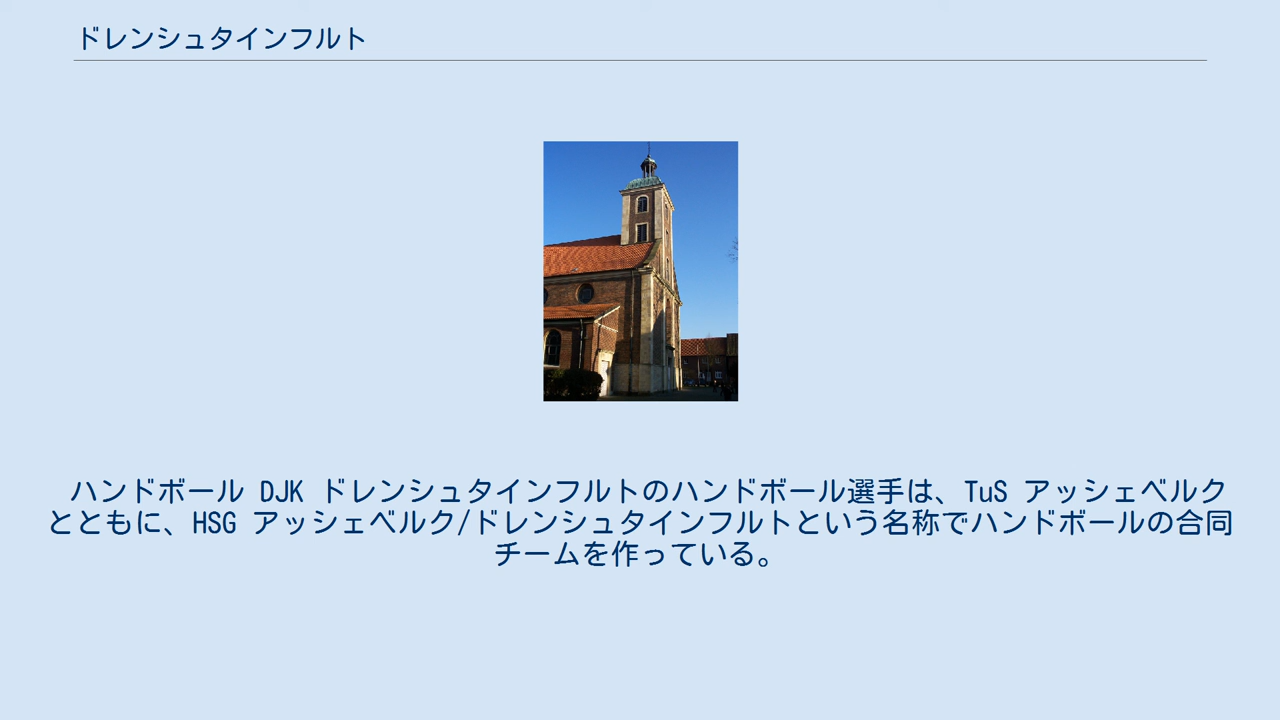 ドレンシュタインフルト
ハンドボール DJK ドレンシュタインフルトのハンドボール選手は、TuS アッシェベルク
とともに、HSG アッシェベルク/ドレンシュタインフルトという名称でハンドボールの合同
チームを作っている。